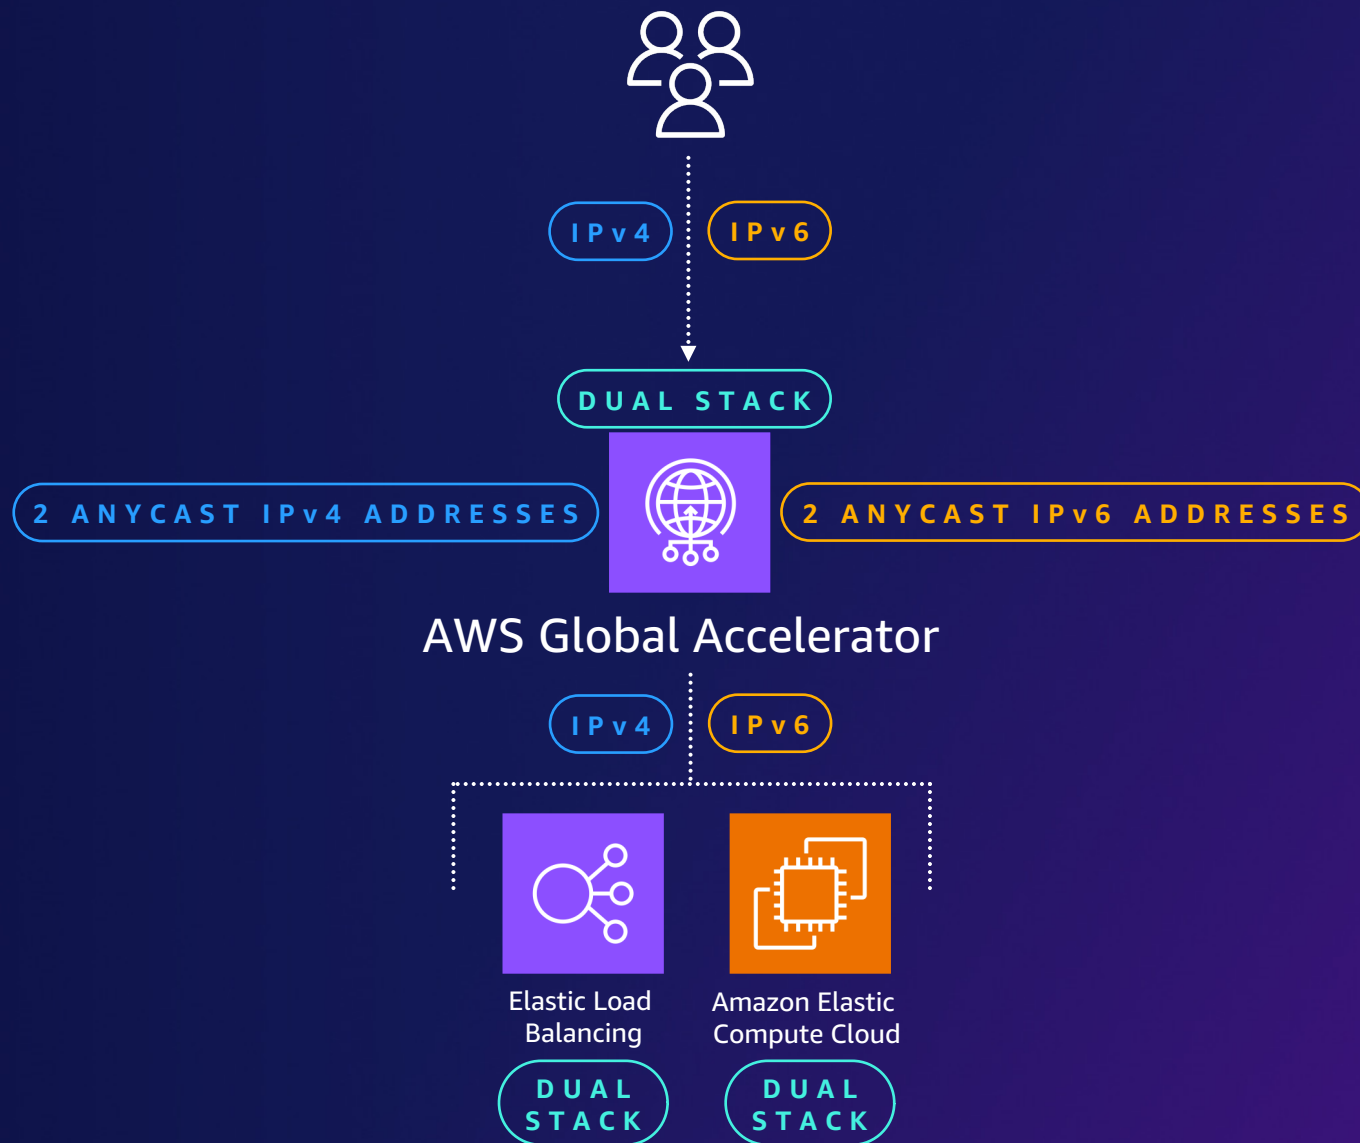 IPv4
IPv6
DUAL STACK
2 ANYCAST IPv4 ADDRESSES
2 ANYCAST IPv6 ADDRESSES
AWS Global Accelerator
IPv4
IPv6
Elastic Load
Balancing
Amazon Elastic
Compute Cloud
DUAL
STACK
DUAL
STACK